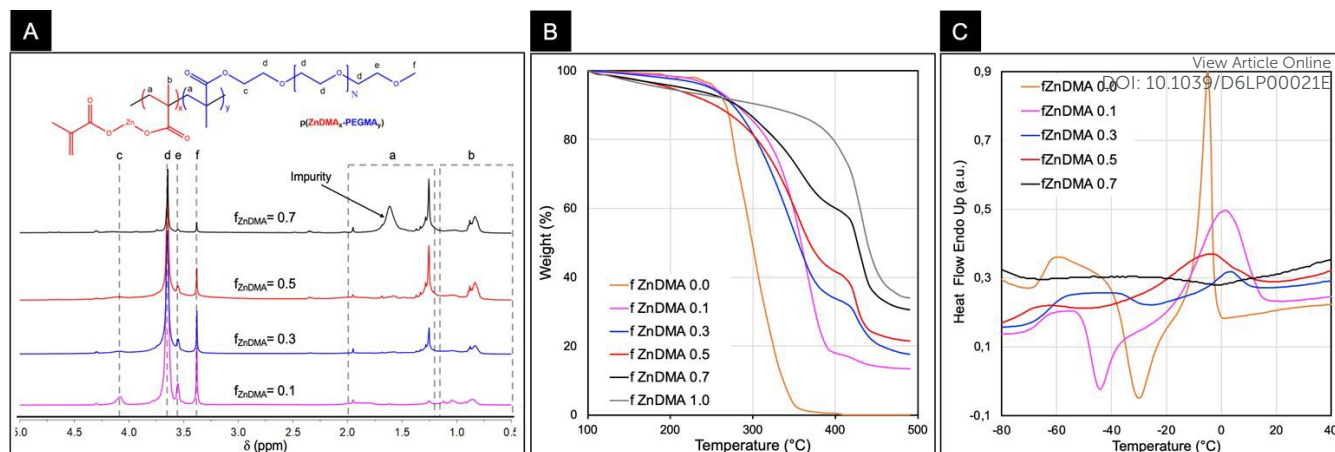 A
O
d
d
d
e
f
O
O
O
O
c
d
N
b
a
a
x
y
O
Zn
O
O
O
p(ZnDMAx-PEGMAy)
c
d
e
f
a
b
Impurity
fZnDMA= 0.7
fZnDMA= 0.5
fZnDMA= 0.3
fZnDMA= 0.1
5.0 4.5 4.0 3.5 3.0 2.5 2.0 1.5 1.0 0.5
δ (ppm)
B
Weight (%)
100
80
60
40
20
0
f ZnDMA 0.0
f ZnDMA 0.1
f ZnDMA 0.3
f ZnDMA 0.5
f ZnDMA 0.7
f ZnDMA 1.0
100 200 300 400 500
Temperature (°C)
C
View Article Online
DOI: 10.1039/D6LP00021E
Heat Flow Endo Up (a.u.)
0,9
0,7
0,5
0,3
0,1
fZnDMA 0.0
fZnDMA 0.1
fZnDMA 0.3
fZnDMA 0.5
fZnDMA 0.7
-80 -60 -40 -20 0 20 40
Temperature (°C)